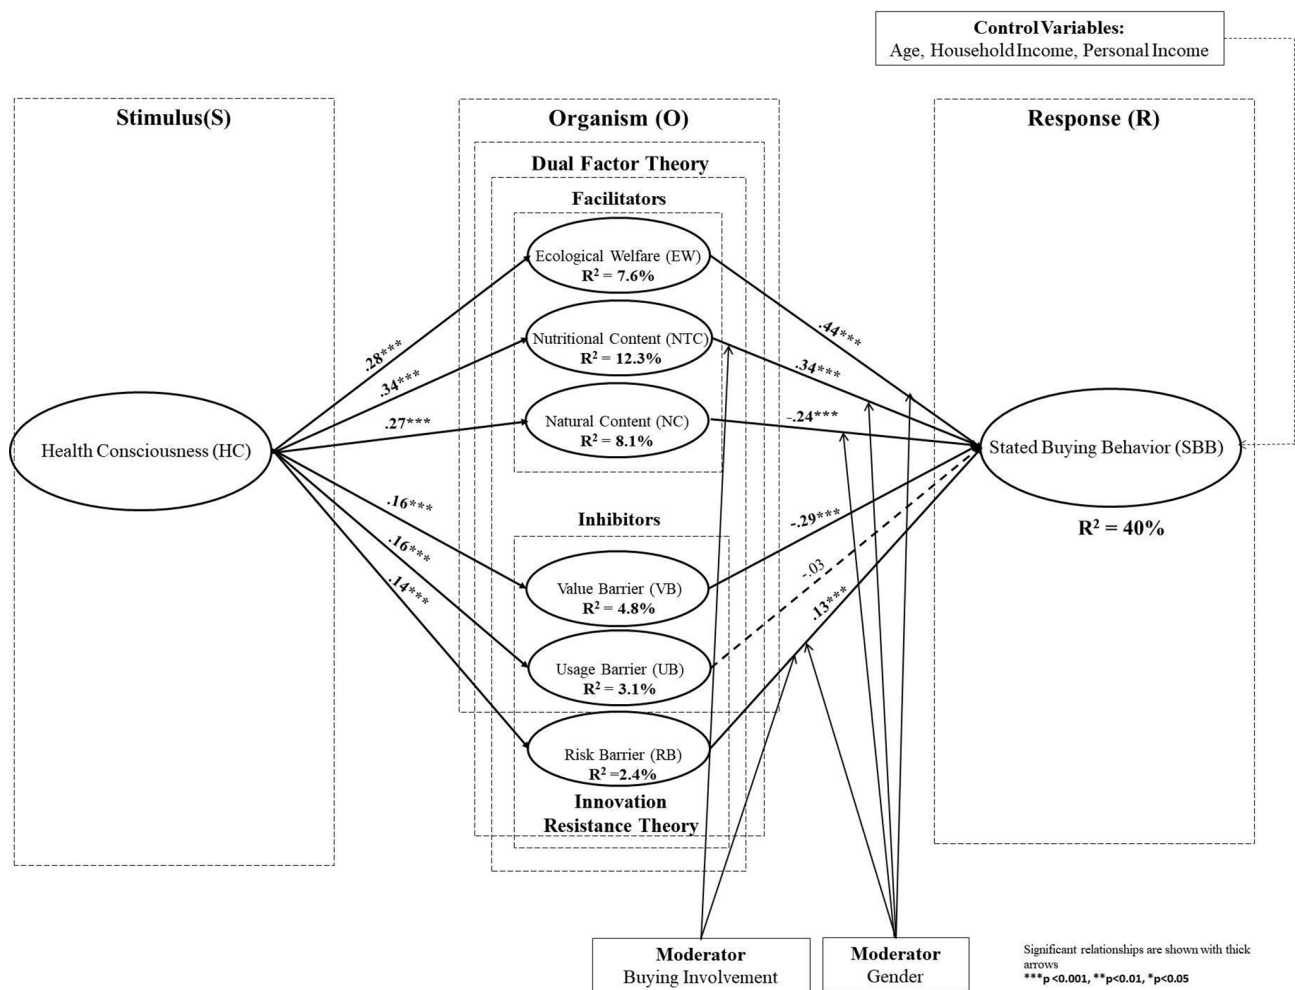 Control Variables:
Age, Household Income, Personal Income
Stimulus(S)
Organism (O)
Response (R)
Dual Factor Theory
Facilitators
Ecological Welfare (EW)
R² = 7.6%
Nutritional Content (NTC)
R² = 12.3%
Natural Content (NC)
R² = 8.1%
.28***
.34***
.27***
.44***
.34***
-.24***
Health Consciousness (HC)
Stated Buying Behavior (SBB)
R² = 40%
.16***
.16***
.14***
Inhibitors
Value Barrier (VB)
R² = 4.8%
Usage Barrier (UB)
R² = 3.1%
Risk Barrier (RB)
R² =2.4%
-.29***
-.03
.13***
Innovation
Resistance Theory
Moderator
Buying Involvement
Moderator
Gender
Significant relationships are shown with thick
arrows
***p <0.001, **p<0.01, *p<0.05